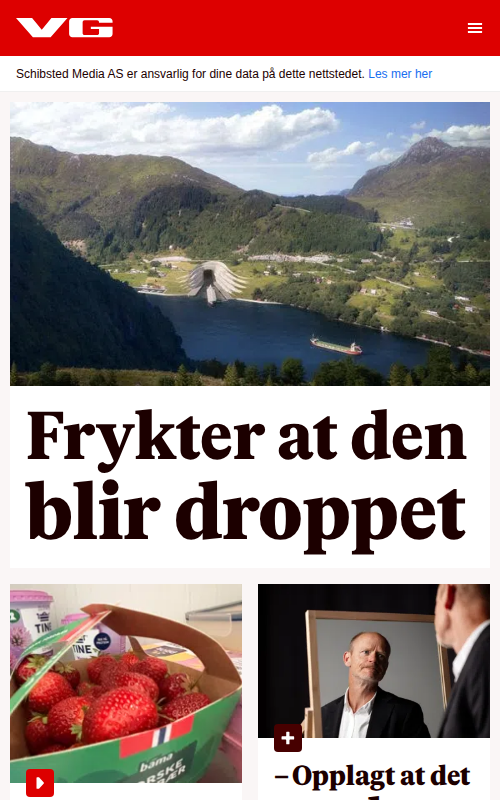 VG
Schibsted Media AS er ansvarlig for dine data på dette nettstedet. Les mer her
Frykter at den
blir droppet
TINE
TINE
bama
NORSKE
– Opplagt at det